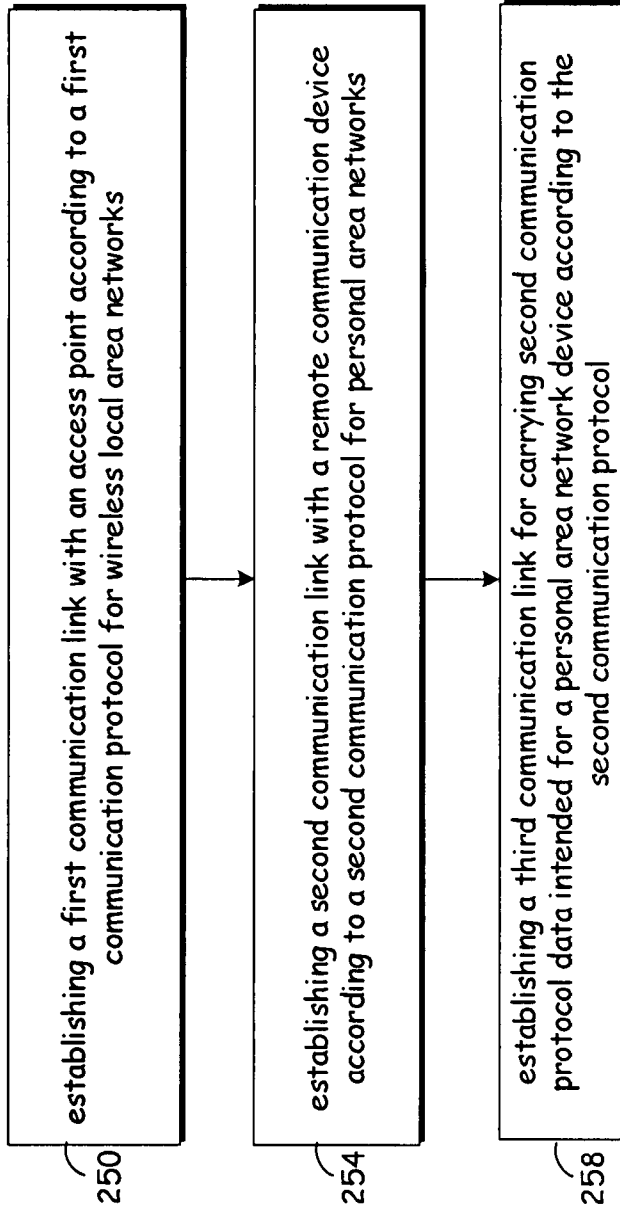 establishing a first communication link with an access point according to a first
communication protocol for wireless local area networks
250
establishing a second communication link with a remote communication device
according to a second communication protocol for personal area networks
254
establishing a third communication link for carrying second communication
protocol data intended for a personal area network device according to the
second communication protocol
258